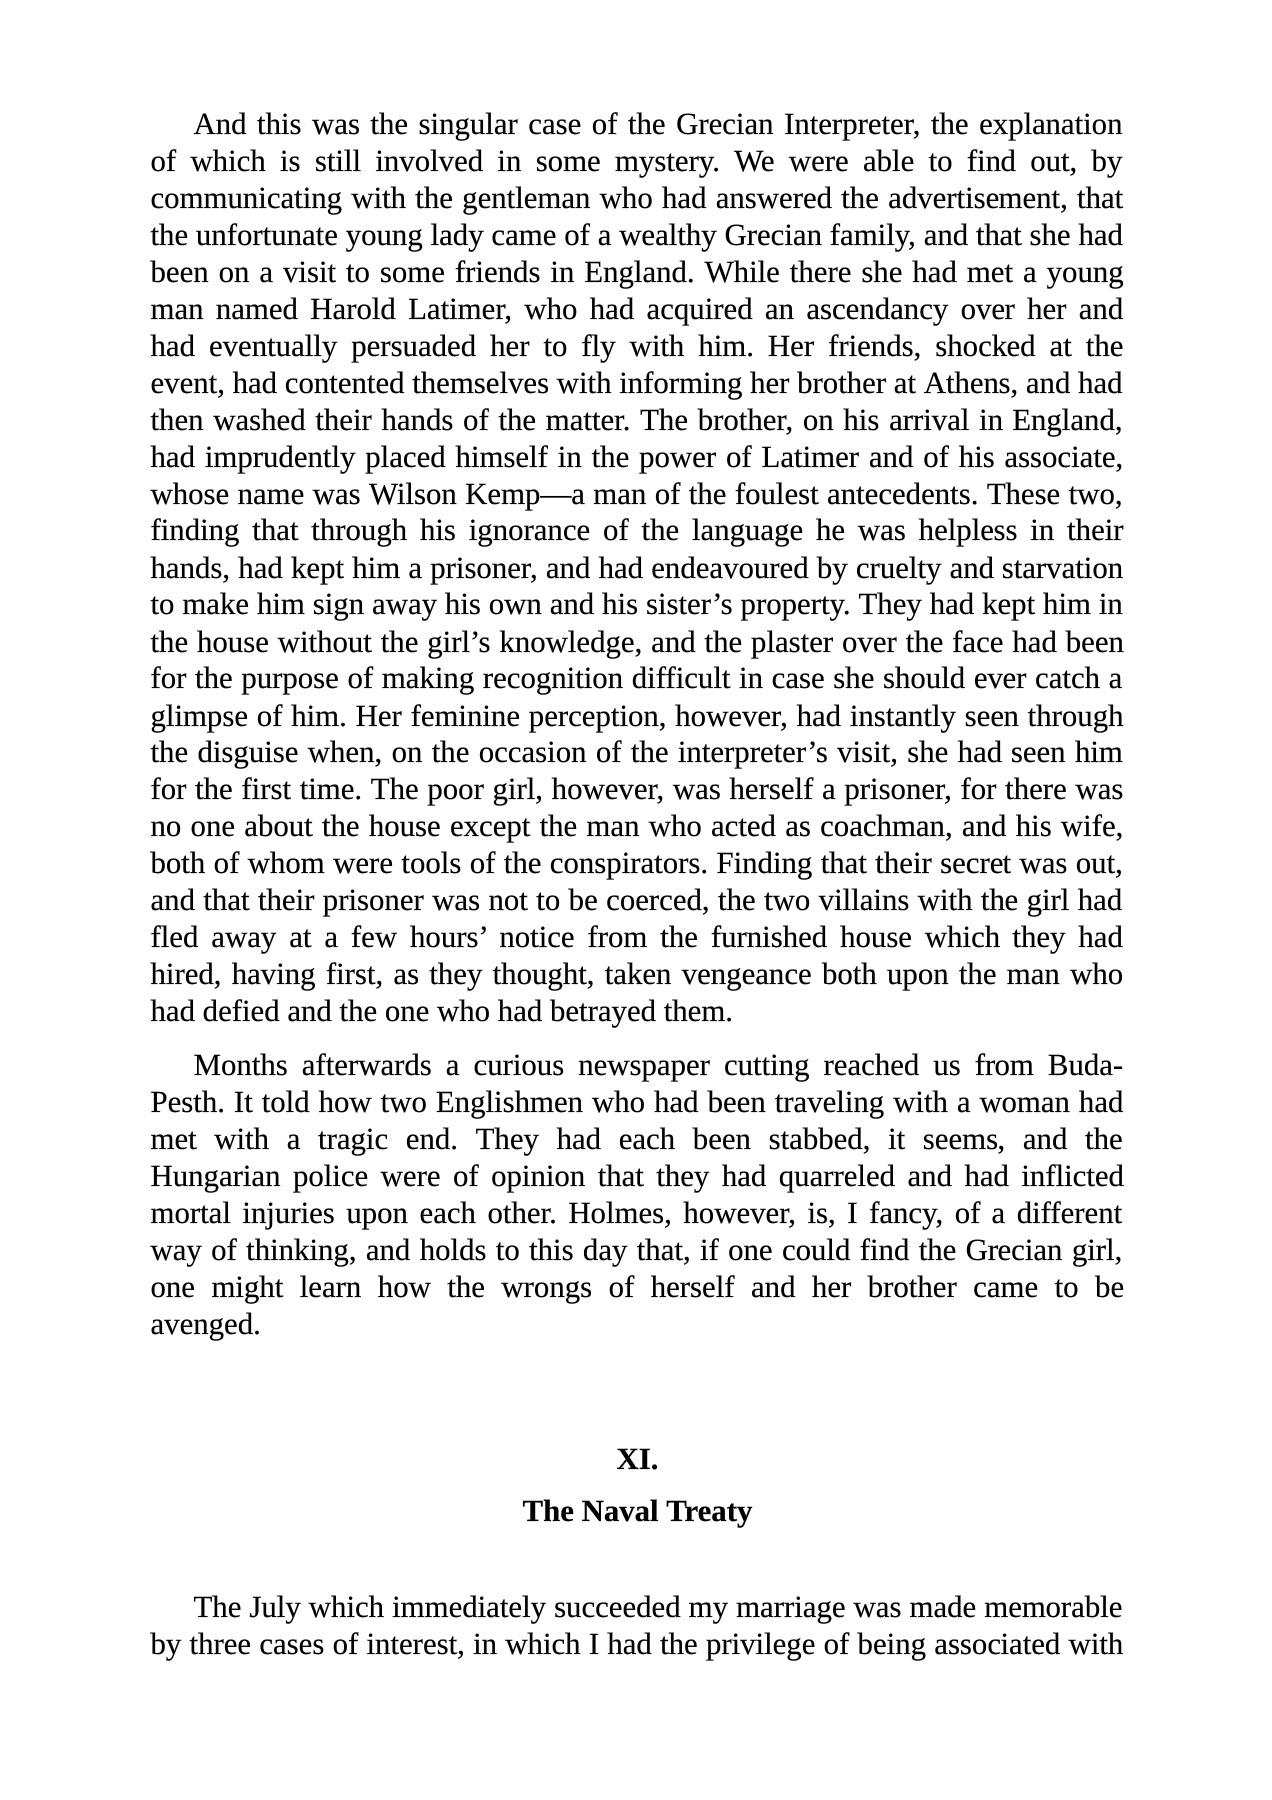 And this was the singular case of the Grecian Interpreter, the explanation
of which is still involved in some mystery. We were able to find out, by
communicating with the gentleman who had answered the advertisement, that
the unfortunate young lady came of a wealthy Grecian family, and that she had
been on a visit to some friends in England. While there she had met a young
man named Harold Latimer, who had acquired an ascendancy over her and
had eventually persuaded her to fly with him. Her friends, shocked at the
event, had contented themselves with informing her brother at Athens, and had
then washed their hands of the matter. The brother, on his arrival in England,
had imprudently placed himself in the power of Latimer and of his associate,
whose name was Wilson Kemp—a man of the foulest antecedents. These two,
finding that through his ignorance of the language he was helpless in their
hands, had kept him a prisoner, and had endeavoured by cruelty and starvation
to make him sign away his own and his sister’s property. They had kept him in
the house without the girl’s knowledge, and the plaster over the face had been
for the purpose of making recognition difficult in case she should ever catch a
glimpse of him. Her feminine perception, however, had instantly seen through
the disguise when, on the occasion of the interpreter’s visit, she had seen him
for the first time. The poor girl, however, was herself a prisoner, for there was
no one about the house except the man who acted as coachman, and his wife,
both of whom were tools of the conspirators. Finding that their secret was out,
and that their prisoner was not to be coerced, the two villains with the girl had
fled away at a few hours’ notice from the furnished house which they had
hired, having first, as they thought, taken vengeance both upon the man who
had defied and the one who had betrayed them.
Months afterwards a curious newspaper cutting reached us from Buda-
Pesth. It told how two Englishmen who had been traveling with a woman had
met with a tragic end. They had each been stabbed, it seems, and the
Hungarian police were of opinion that they had quarreled and had inflicted
mortal injuries upon each other. Holmes, however, is, I fancy, of a different
way of thinking, and holds to this day that, if one could find the Grecian girl,
one might learn how the wrongs of herself and her brother came to be
avenged.
XI.
The Naval Treaty
The July which immediately succeeded my marriage was made memorable
by three cases of interest, in which I had the privilege of being associated with